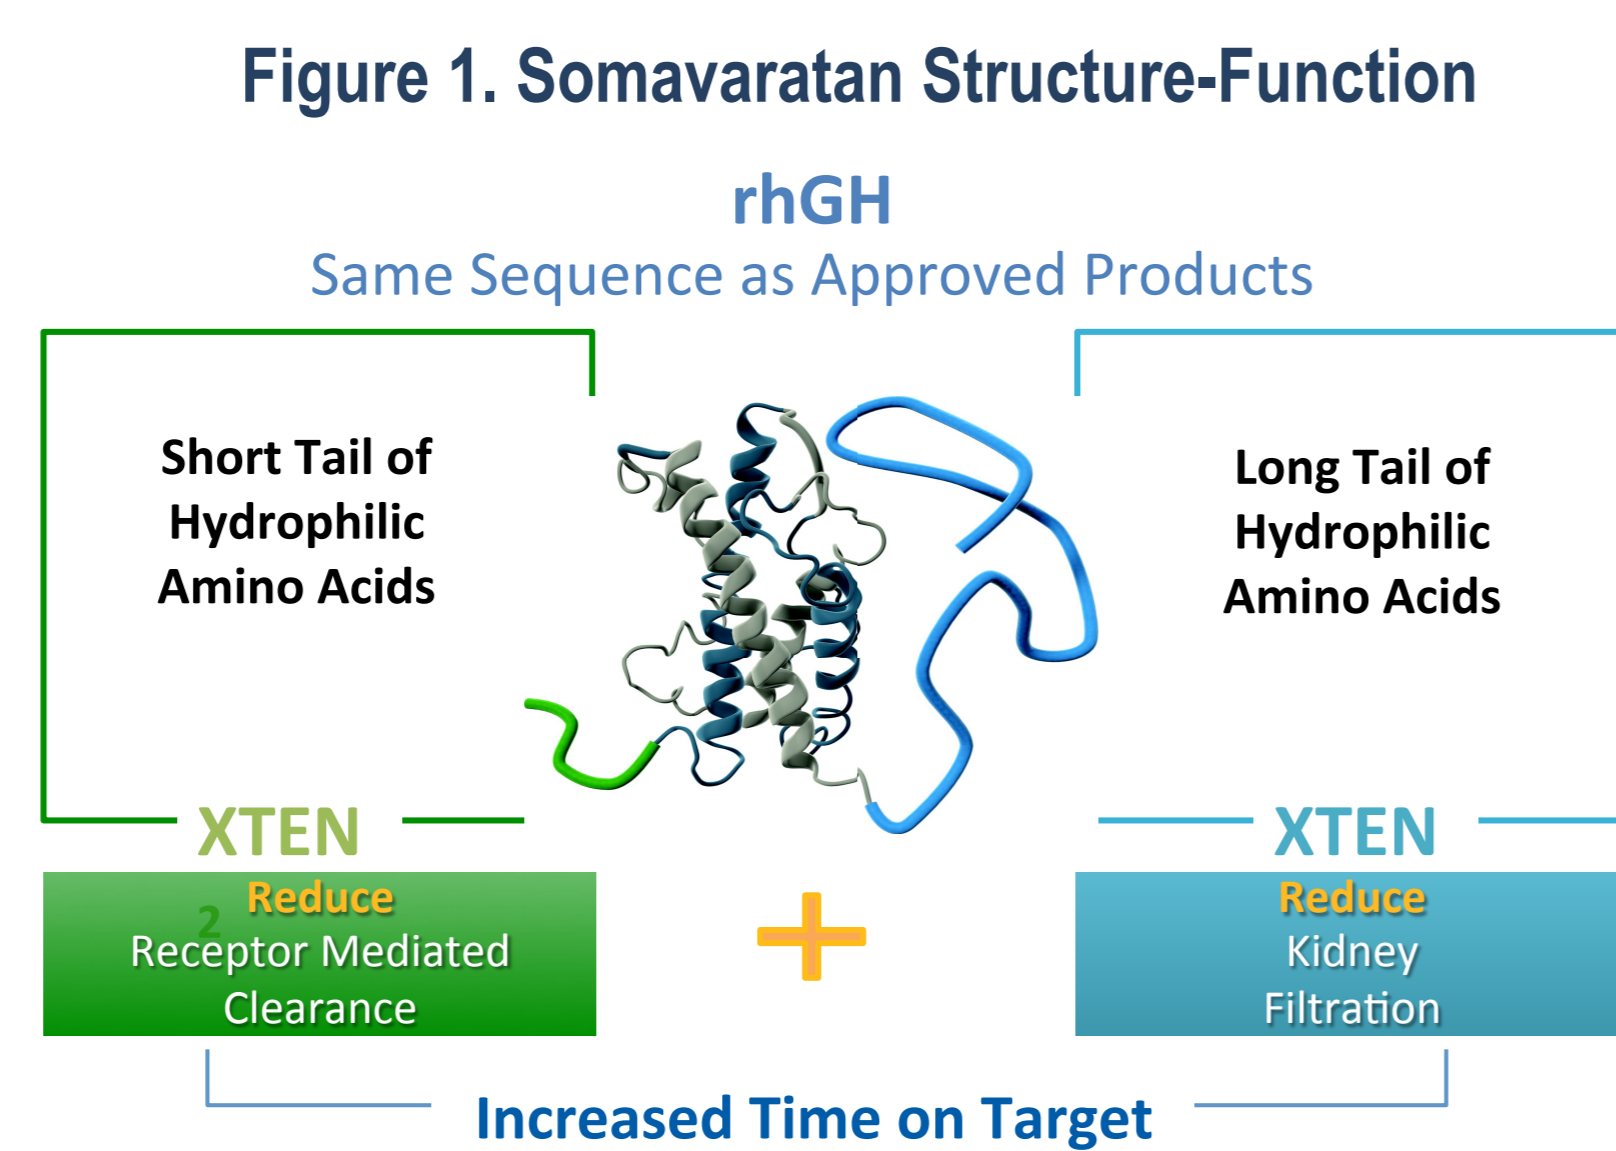 Figure 1. Somavaratan Structure-Function
rhGH
Same Sequence as Approved Products
Short Tail of
Hydrophilic
Amino Acids
Long Tail of
Hydrophilic
Amino Acids
XTEN
XTEN
2
Reduce
Receptor Mediated
Clearance
Reduce
Kidney
Filtration
Increased Time on Target